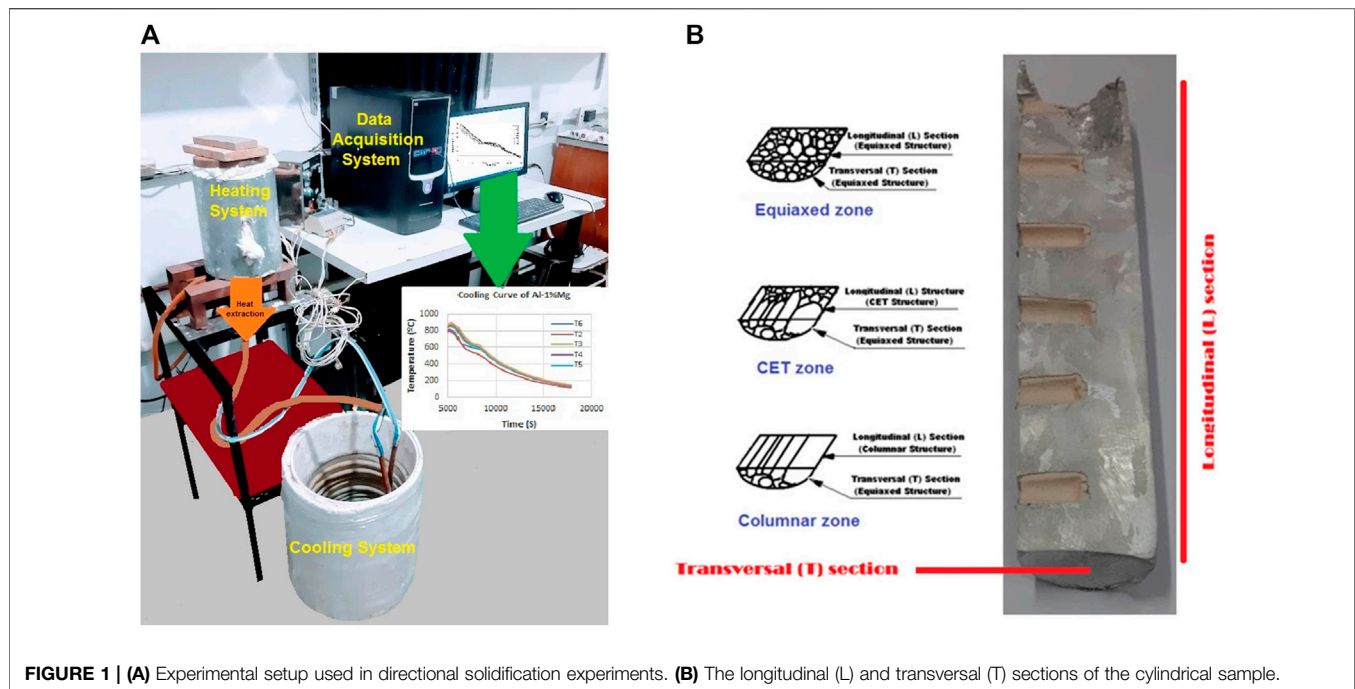 A
B
Data
Acquisition
System
Heating
System
Heat
extraction
Cooling Curve of Al-1%Mg
Temperature (ºC)
1000
800
600
400
200
0
T6
T2
T3
T4
T5
5000 10000 15000 20000
Time (S)
Cooling System
Longitudinal (L) Section
(Equiaxed Structure)
Transversal (T) Section
(Equiaxed Structure)
Equiaxed zone
Longitudinal (L) Structure
(CET Structure)
Transversal (T) Section
(Equiaxed Structure)
CET zone
Longitudinal (L) Section
(Columnar Structure)
Transversal (T) Section
(Equiaxed Structure)
Columnar zone
Transversal (T) section
Longitudinal (L) section
FIGURE 1 | (A) Experimental setup used in directional solidification experiments. (B) The longitudinal (L) and transversal (T) sections of the cylindrical sample.